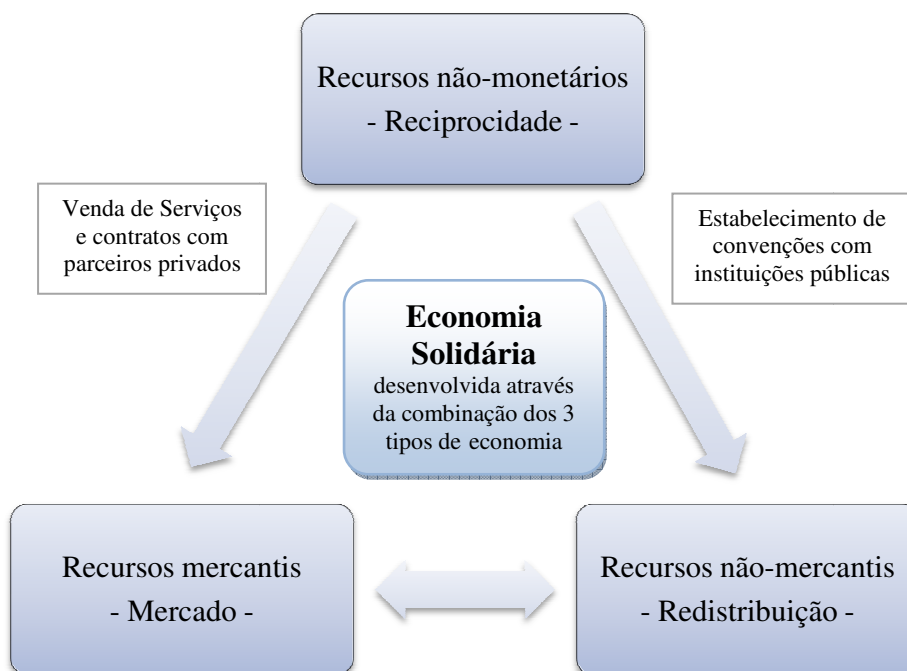 Recursos não-monetários
- Reciprocidade -
Venda de Serviços
e contratos com
parceiros privados
Estabelecimento de
convenções com
instituições públicas
Economia
Solidária
desenvolvida através
da combinação dos 3
tipos de economia
Recursos mercantis
- Mercado -
Recursos não-mercantis
- Redistribuição -